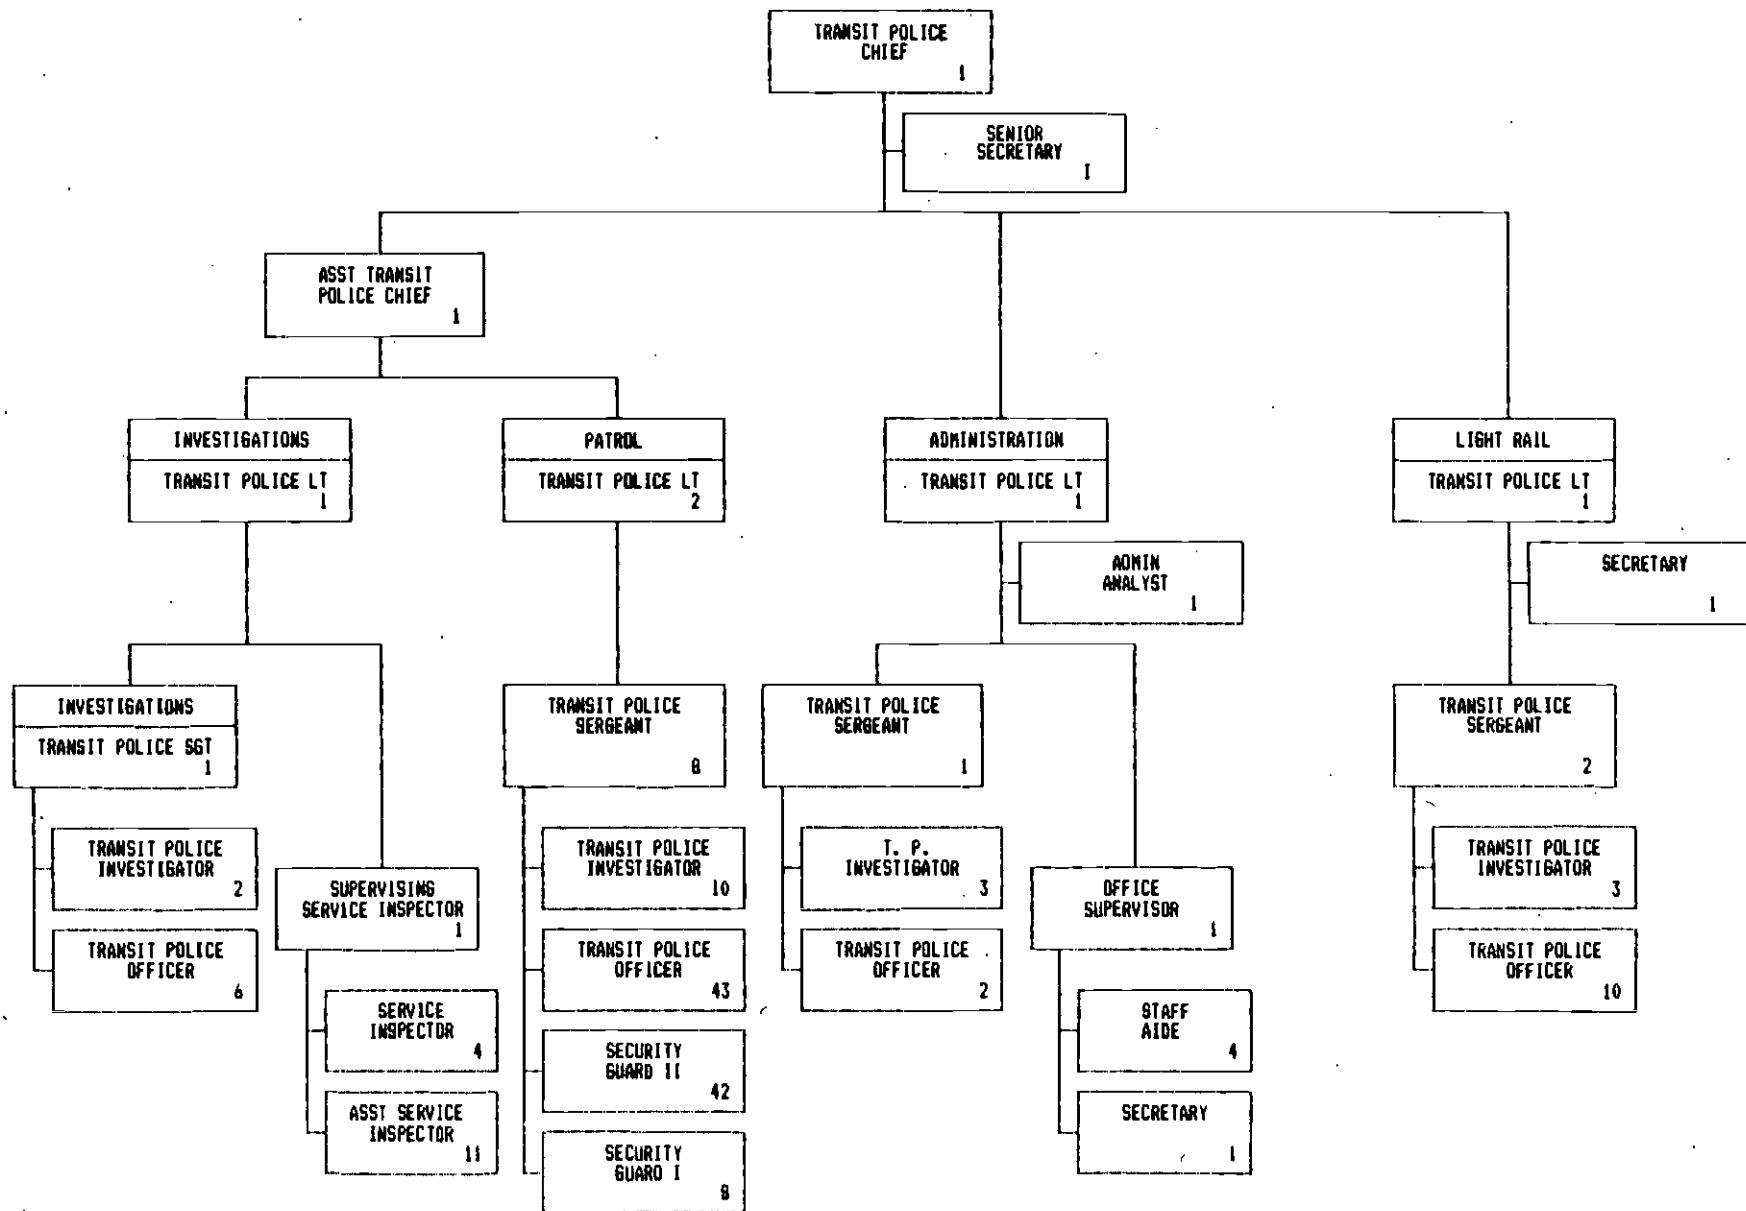 TRANSIT POLICE
CHIEF
1
SENIOR
SECRETARY
1
ASST TRANSIT
POLICE CHIEF
1
INVESTIGATIONS
TRANSIT POLICE LT
1
PATROL
TRANSIT POLICE LT
2
ADMINISTRATION
TRANSIT POLICE LT
1
LIGHT RAIL
TRANSIT POLICE LT
1
ADMIN
ANALYST
1
SECRETARY
1
INVESTIGATIONS
TRANSIT POLICE SGT
1
TRANSIT POLICE
INVESTIGATOR
2
TRANSIT POLICE
OFFICER
6
SUPERVISING
SERVICE INSPECTOR
1
SERVICE
INSPECTOR
4
ASST SERVICE
INSPECTOR
11
TRANSIT POLICE
SERGEANT
8
TRANSIT POLICE
INVESTIGATOR
10
TRANSIT POLICE
OFFICER
43
SECURITY
GUARD II
42
SECURITY
GUARD I
8
TRANSIT POLICE
SERGEANT
1
T. P.
INVESTIGATOR
3
TRANSIT POLICE
OFFICER
2
OFFICE
SUPERVISOR
1
STAFF
AIDE
4
SECRETARY
1
TRANSIT POLICE
SERGEANT
2
TRANSIT POLICE
INVESTIGATOR
3
TRANSIT POLICE
OFFICER
10